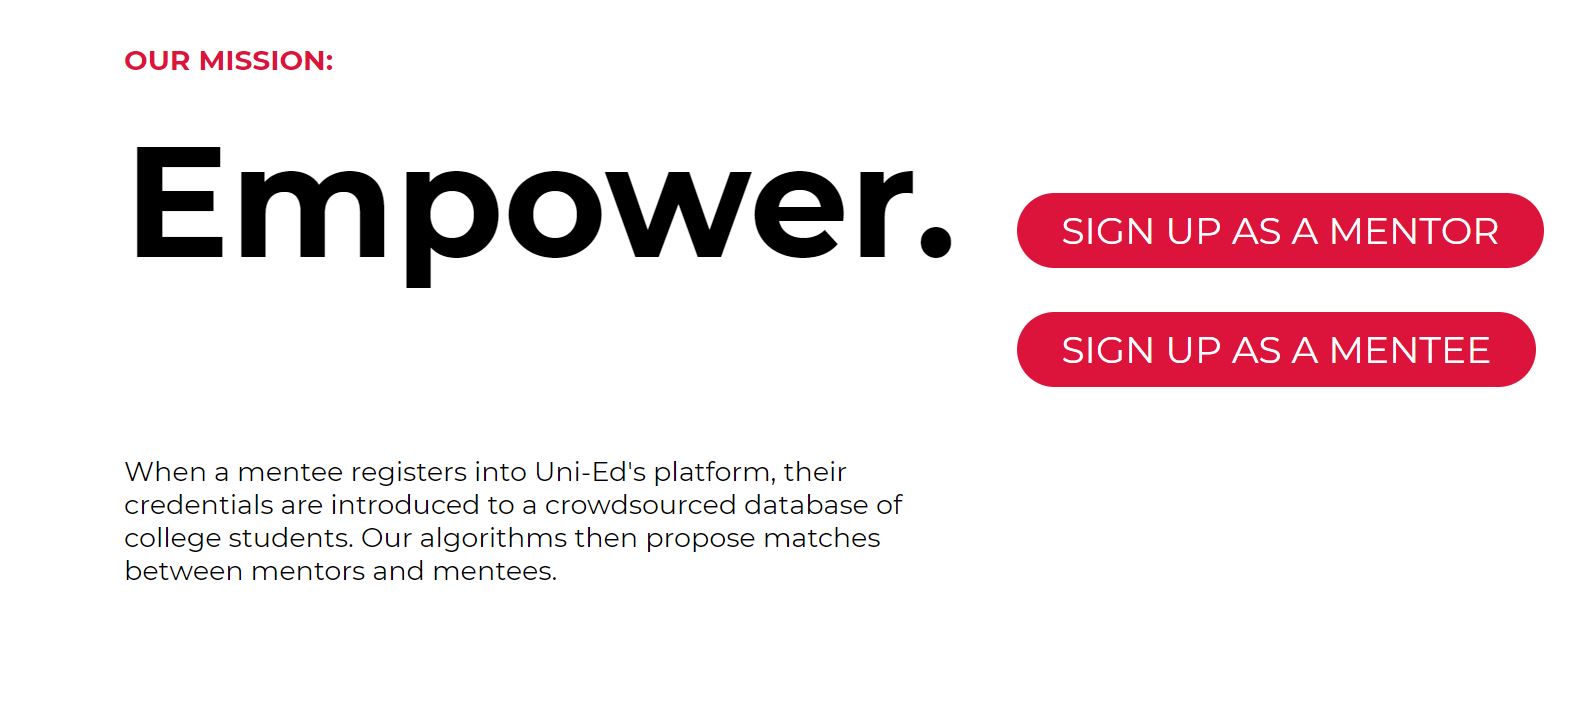 OUR MISSION:
Empower.
SIGN UP AS A MENTOR
SIGN UP AS A MENTEE
When a mentee registers into Uni-Ed's platform, their
credentials are introduced to a crowdsourced database of
college students. Our algorithms then propose matches
between mentors and mentees.